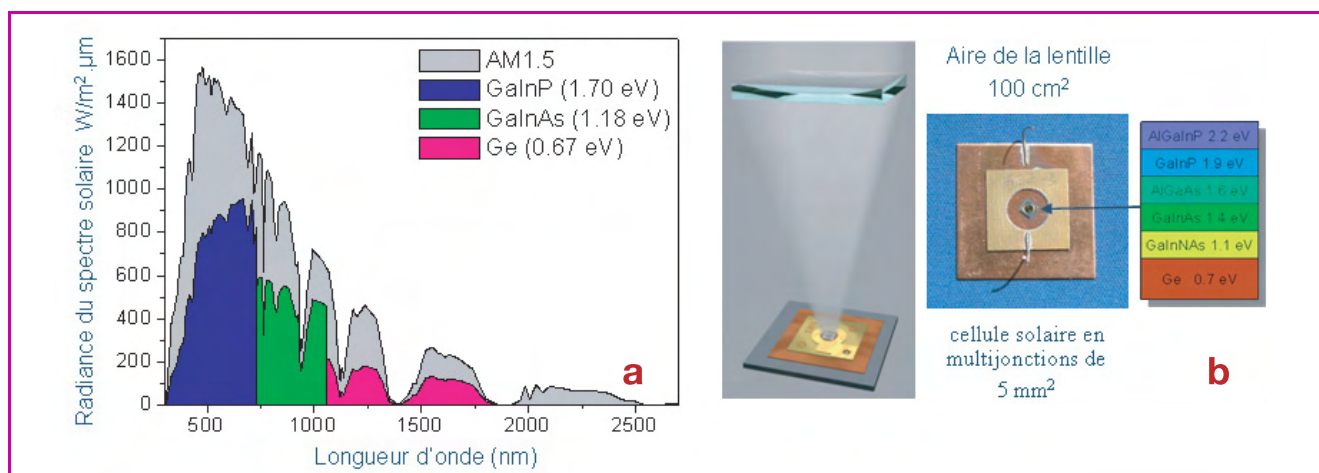 Radiance du spectre solaire W/m².µm
1600
1400
1200
1000
800
600
400
200
0
AM1.5
GaInP (1.70 eV)
GaInAs (1.18 eV)
Ge (0.67 eV)
a
500
1000
1500
2000
2500
Longueur d'onde (nm)
Aire de la lentille
100 cm²
AlGaInP 2.2 eV
GaInP 1.9 eV
AlGaAs 1.6 eV
GaInAs 1.4 eV
GaInNAs 1.1 eV
Ge 0.7 eV
cellule solaire en
multijonctions de
5 mm²
b